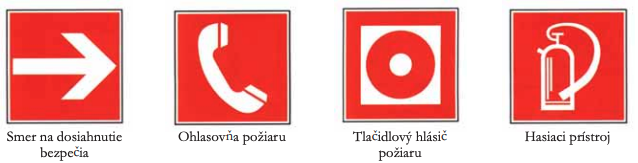 Smer na dosiahnutie
bezpečia
Ohlasovňa požiaru
Tlačidlový hlásič
požiaru
Hasiaci prístroj